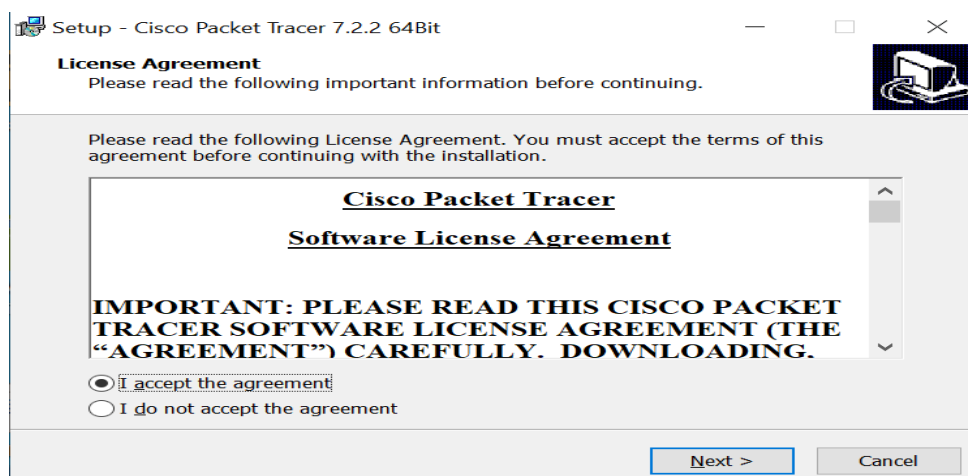 Setup - Cisco Packet Tracer 7.2.2 64Bit
License Agreement
Please read the following important information before continuing.
Please read the following License Agreement. You must accept the terms of this
agreement before continuing with the installation.
Cisco Packet Tracer
Software License Agreement
IMPORTANT: PLEASE READ THIS CISCO PACKET
TRACER SOFTWARE LICENSE AGREEMENT (THE
“AGREEMENT”) CAREFULLY. DOWNLOADING,
I accept the agreement
I do not accept the agreement
Next >
Cancel